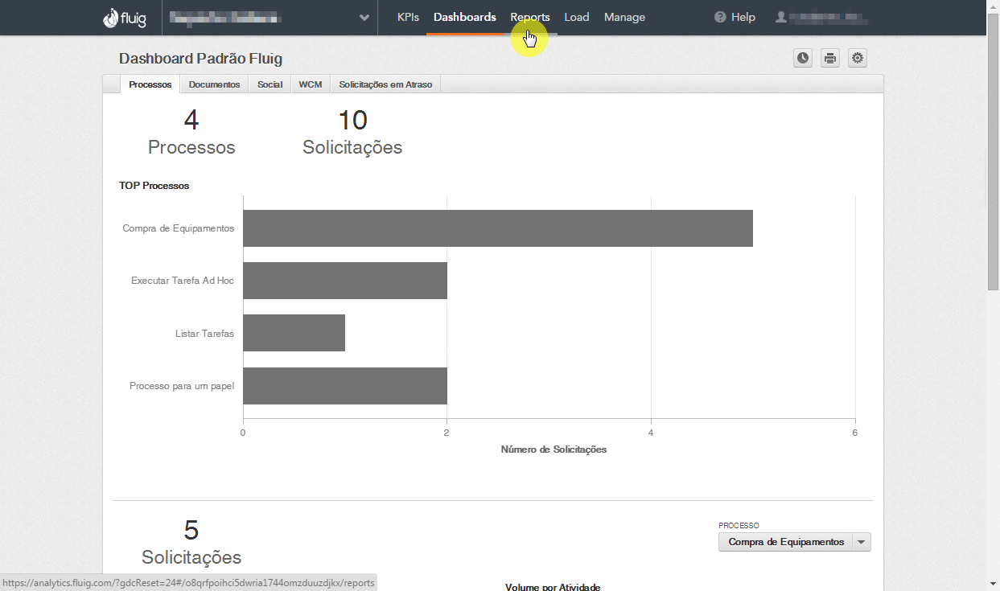 fluig
KPIs Dashboards Reports Load Manage
Help
Dashboard Padrão Fluig
Processos Documentos Social WCM Solicitações em Atraso
4 10
Processos Solicitações
TOP Processos
Compra de Equipamentos
Executar Tarefa Ad Hoc
Listar Tarefas
Processo para um papel
0 2 4 6
Número de Solicitações
5
Solicitações
PROCESSO
Compra de Equipamentos
https://analytics.fluig.com/?gdcReset=24#/o8qrfpoihci5dwria1744omzduuzdjkx/reports
Volume por Atividade